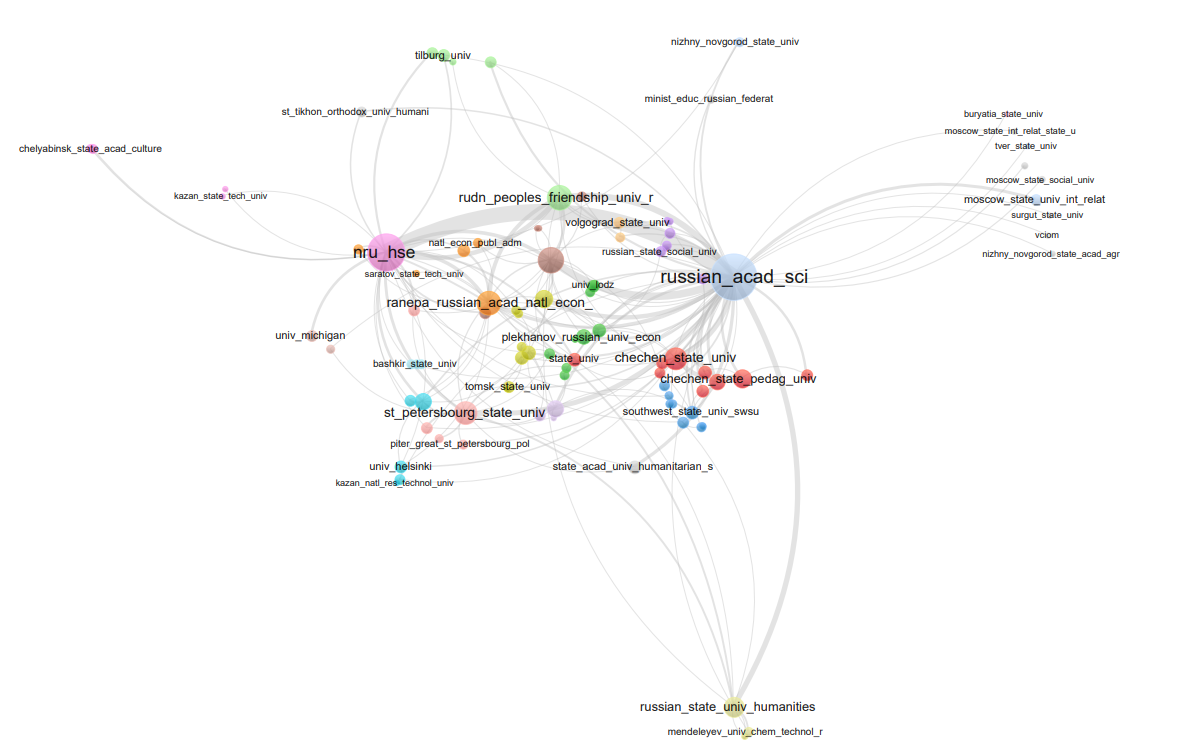 nizhny_novgorod_state_univ
tilburg_univ
minist_educ_russian_federat
st_tikhon_orthodox_univ_humani
buryatia_state_univ
moscow_state_int_relat_state_u
tver_state_univ
chelyabinsk_state_acad_culture
moscow_state_social_univ
kazan_state_tech_univ
rudn_peoples_friendship_univ_r
moscow_state_univ_int_relat
surgut_state_univ
volgograd_state_univ
vciom
natl_econ_publ_adm
nru_hse
russian_state_social_univ
nizhny_novgorod_state_acad_agr
saratov_state_tech_univ
russian_acad_sci
univ_lodz
ranepa_russian_acad_natl_econ_
univ_michigan
plekhanov_russian_univ_econ
state_univ
chechen_state_univ
bashkir_state_univ
chechen_state_pedag_univ
tomsk_state_univ
st_petersbourg_state_univ
southwest_state_univ_swsu
piter_great_st_petersbourg_pol
univ_helsinki
state_acad_univ_humanitarian_s
kazan_natl_res_technol_univ
russian_state_univ_humanities
mendeleyev_univ_chem_technol_r